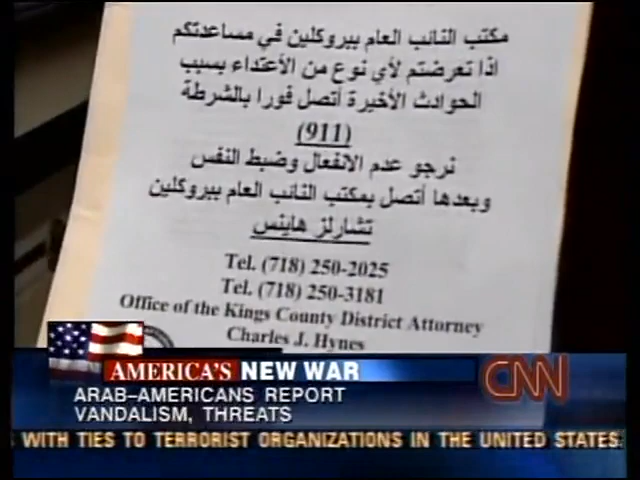 مكتب النائب العام ببروكلين في مساعدتكم
اذا تعرضتم لأي نوع من الأعتداء بسبب
الحوادث الأخيرة أتصل فورا بالشرطة
(911)
نرجو عدم الانفعال وضبط النفس
وبعدها أتصل بمكتب النائب العام ببروكلين
تشارلز هاينس
Tel. (718) 250-2025
Tel. (718) 250-3181
Office of the Kings County District Attorney
Charles J. Hynes
AMERICA'S NEW WAR
CNN
ARAB-AMERICANS REPORT
VANDALISM, THREATS
WITH TIES TO TERRORIST ORGANIZATIONS IN THE UNITED STATES